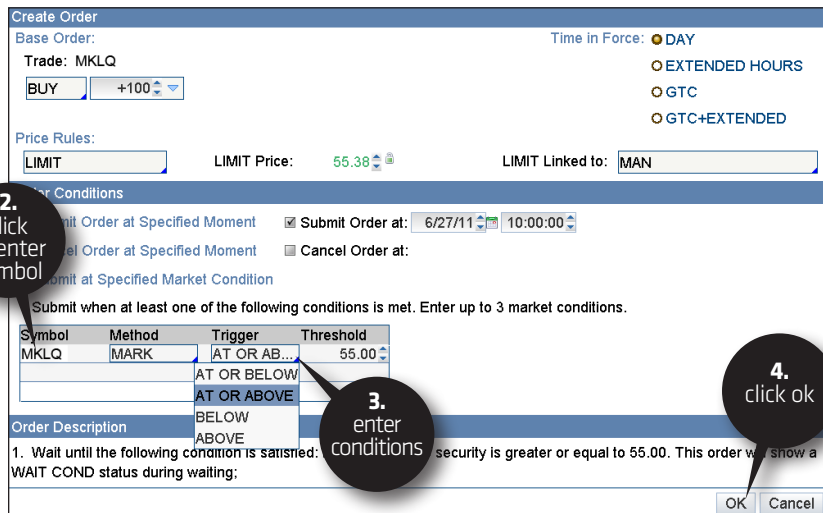 Create Order
Base Order:
Time in Force: DAY
Trade: MKLQ
EXTENDED HOURS
BUY +100
GTC
GTC+EXTENDED
Price Rules:
LIMIT LIMIT Price: 55.38 LIMIT Linked to: MAN
Conditions
Order at Specified Moment Submit Order at: 6/27/11 10:00:00
Order at Specified Moment Cancel Order at:
at Specified Market Condition
Submit when at least one of the following conditions is met. Enter up to 3 market conditions.
Symbol Method Trigger Threshold
MKLQ MARK AT OR AB... 55.00
AT OR BELOW
AT OR ABOVE
BELOW
ABOVE
2.
enter
3.
enter
conditions
4.
click ok
Order Description
1. Wait until the following condition is satisfied: security is greater or equal to 55.00. This order show a
WAIT COND status during waiting;
OK Cancel